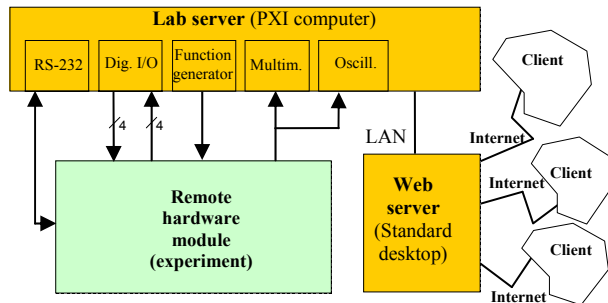 Lab server (PXI computer)
RS-232
Dig. I/O
Function
generator
Multim.
Oscill.
4
4
LAN
Remote
hardware
module
(experiment)
Web
server
(Standard
desktop)
Client
Internet
Client
Internet
Client
Internet